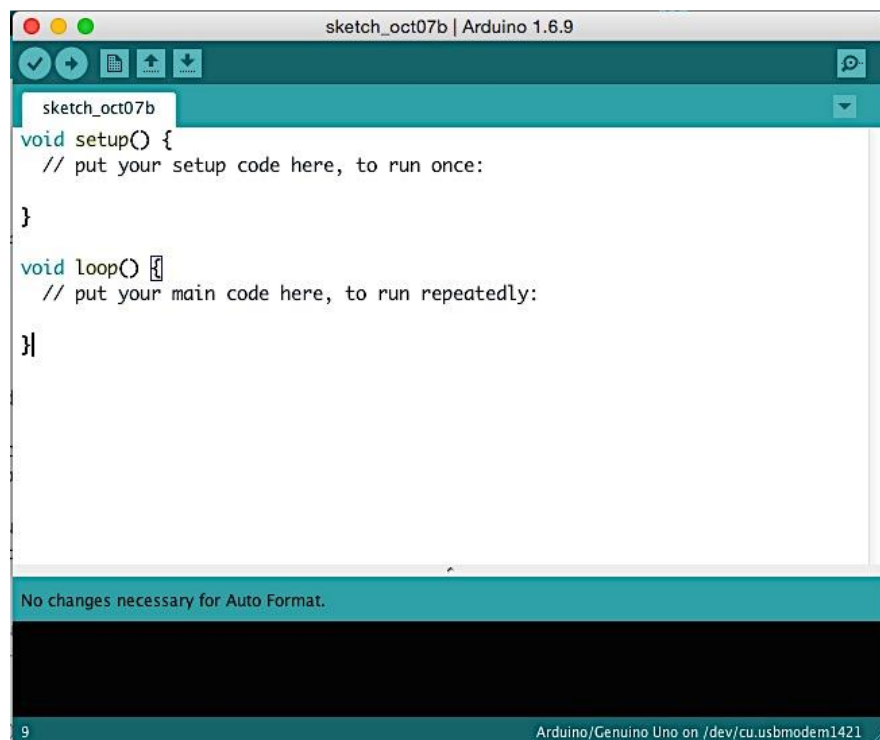 sketch_oct07b | Arduino 1.6.9
sketch_oct07b
void setup() {
  // put your setup code here, to run once:
}
void loop() {
  // put your main code here, to run repeatedly:
}
No changes necessary for Auto Format.
9 Arduino/Genuino Uno on /dev/cu.usbmodem1421